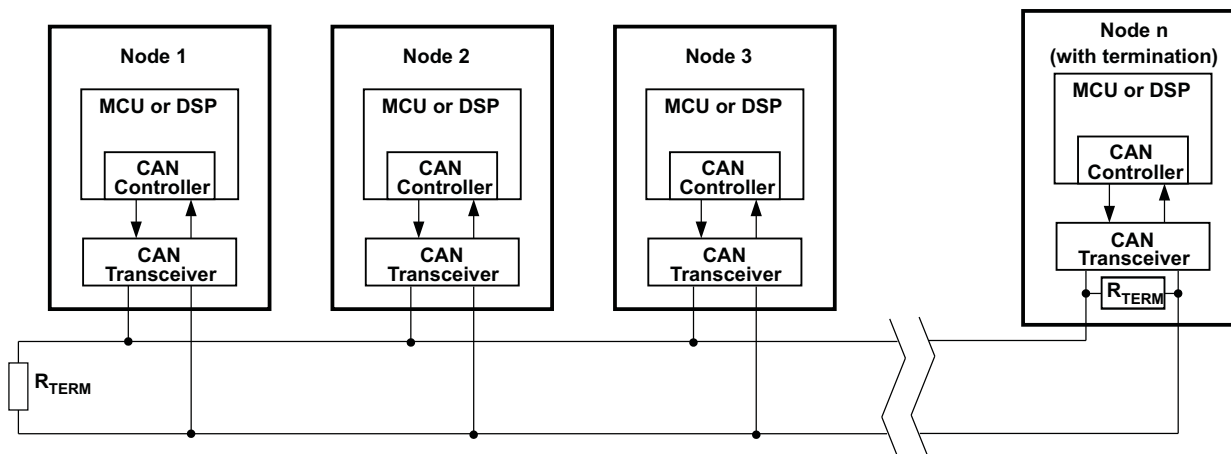 Node 1
MCU or DSP
CAN
Controller
CAN
Transceiver
Node 2
MCU or DSP
CAN
Controller
CAN
Transceiver
Node 3
MCU or DSP
CAN
Controller
CAN
Transceiver
Node n
(with termination)
MCU or DSP
CAN
Controller
CAN
Transceiver
RTERM
RTERM